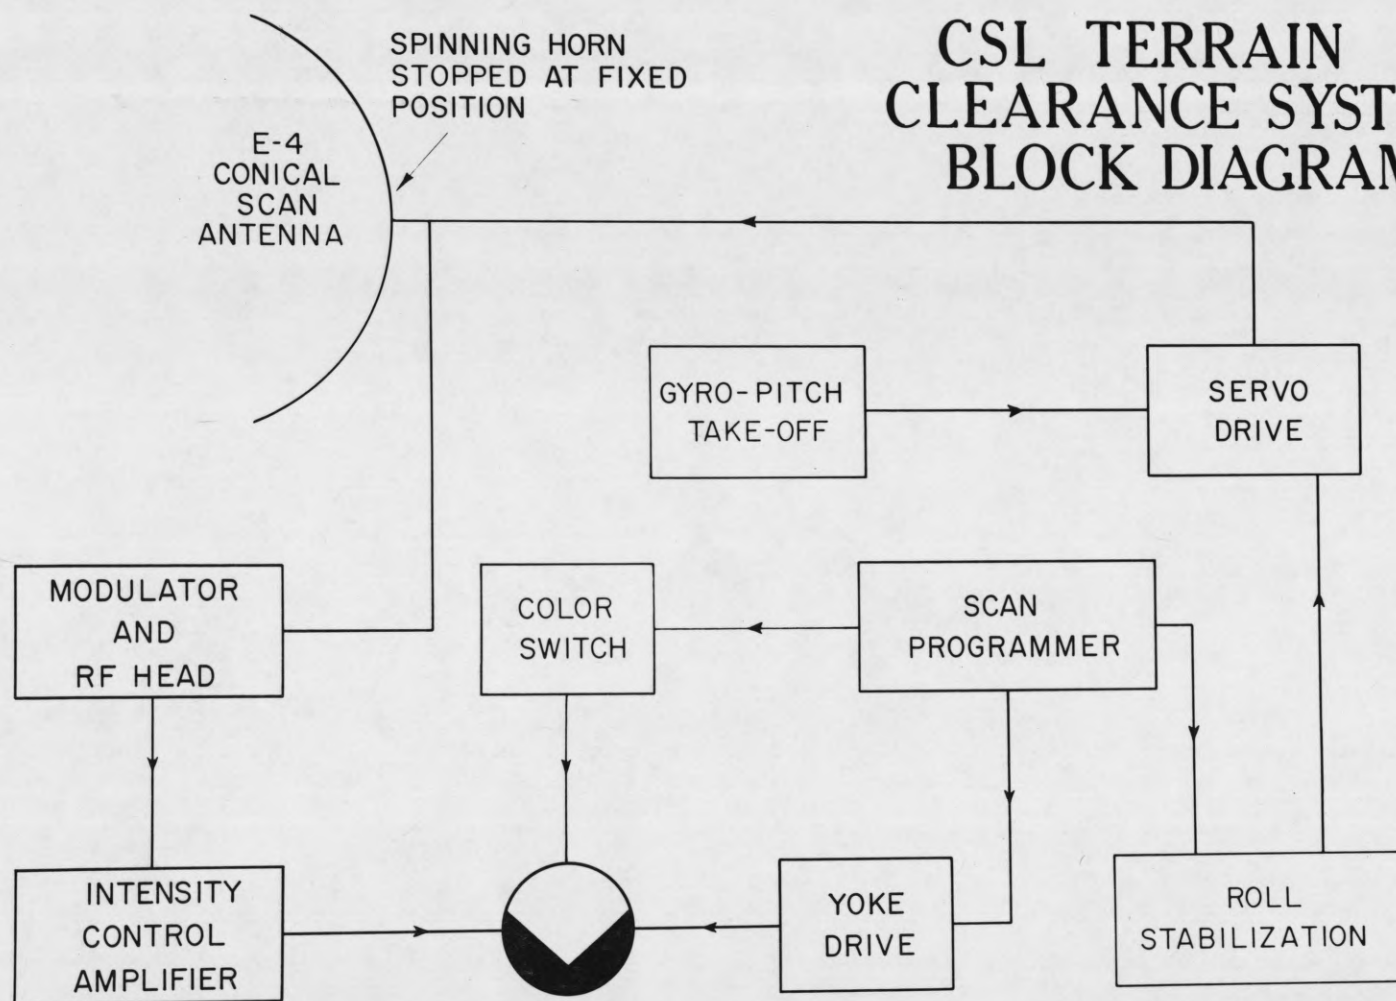 CSL TERRAIN
CLEARANCE SYST
BLOCK DIAGRAM
SPINNING HORN
STOPPED AT FIXED
POSITION
E-4
CONICAL
SCAN
ANTENNA
GYRO-PITCH
TAKE-OFF
SERVO
DRIVE
MODULATOR
AND
RF HEAD
COLOR
SWITCH
SCAN
PROGRAMMER
INTENSITY
CONTROL
AMPLIFIER
YOKE
DRIVE
ROLL
STABILIZATION